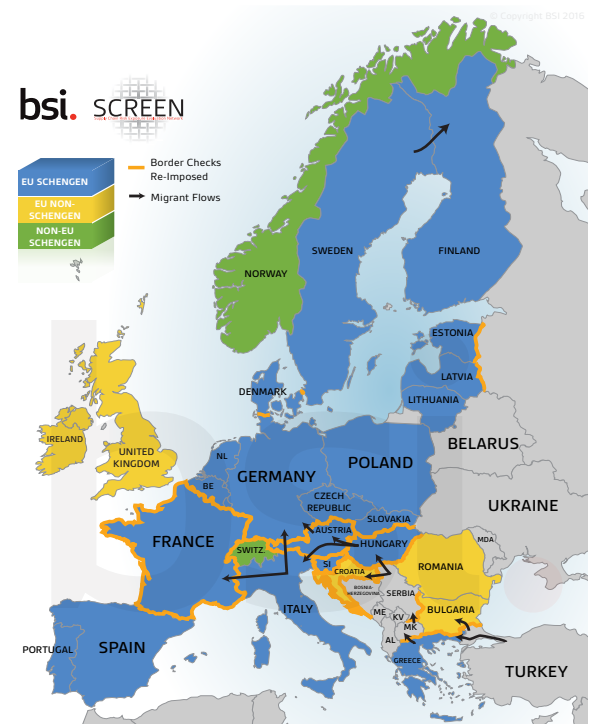 © Copyright BSI 2016
bsi.
SCREEN
EU SCHENGEN
EU NON-
SCHENGEN
NON-EU
SCHENGEN
Border Checks
Re-Imposed
Migrant Flows
NORWAY
SWEDEN
FINLAND
ESTONIA
LATVIA
LITHUANIA
DENMARK
IRELAND
UNITED
KINGDOM
NL
BE
GERMANY
POLAND
BELARUS
UKRAINE
CZECH
REPUBLIC
SLOVAKIA
AUSTRIA
HUNGARY
MDA
FRANCE
SWITZ.
SI
CROATIA
ROMANIA
BOSNIA-
HERZEGOVINA
SERBIA
ITALY
ME
KV
BULGARIA
MK
AL
PORTUGAL
SPAIN
GREECE
TURKEY
bsi